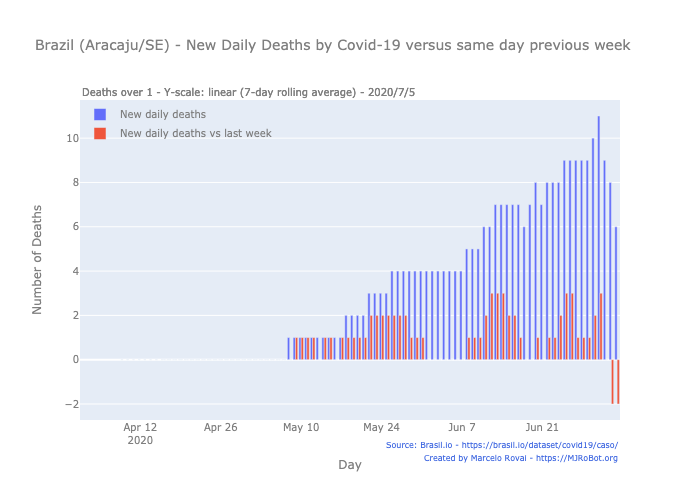 Brazil (Aracaju/SE) - New Daily Deaths by Covid-19 versus same day previous week
Deaths over 1 - Y-scale: linear (7-day rolling average) - 2020/7/5
New daily deaths
New daily deaths vs last week
10
8
6
4
2
0
−2
Number of Deaths
Apr 12 Apr 26 May 10 May 24 Jun 7 Jun 21
2020
Day
Source: Brasil.io - https://brasil.io/dataset/covid19/caso/
Created by Marcelo Rovai - https://MJRoBot.org